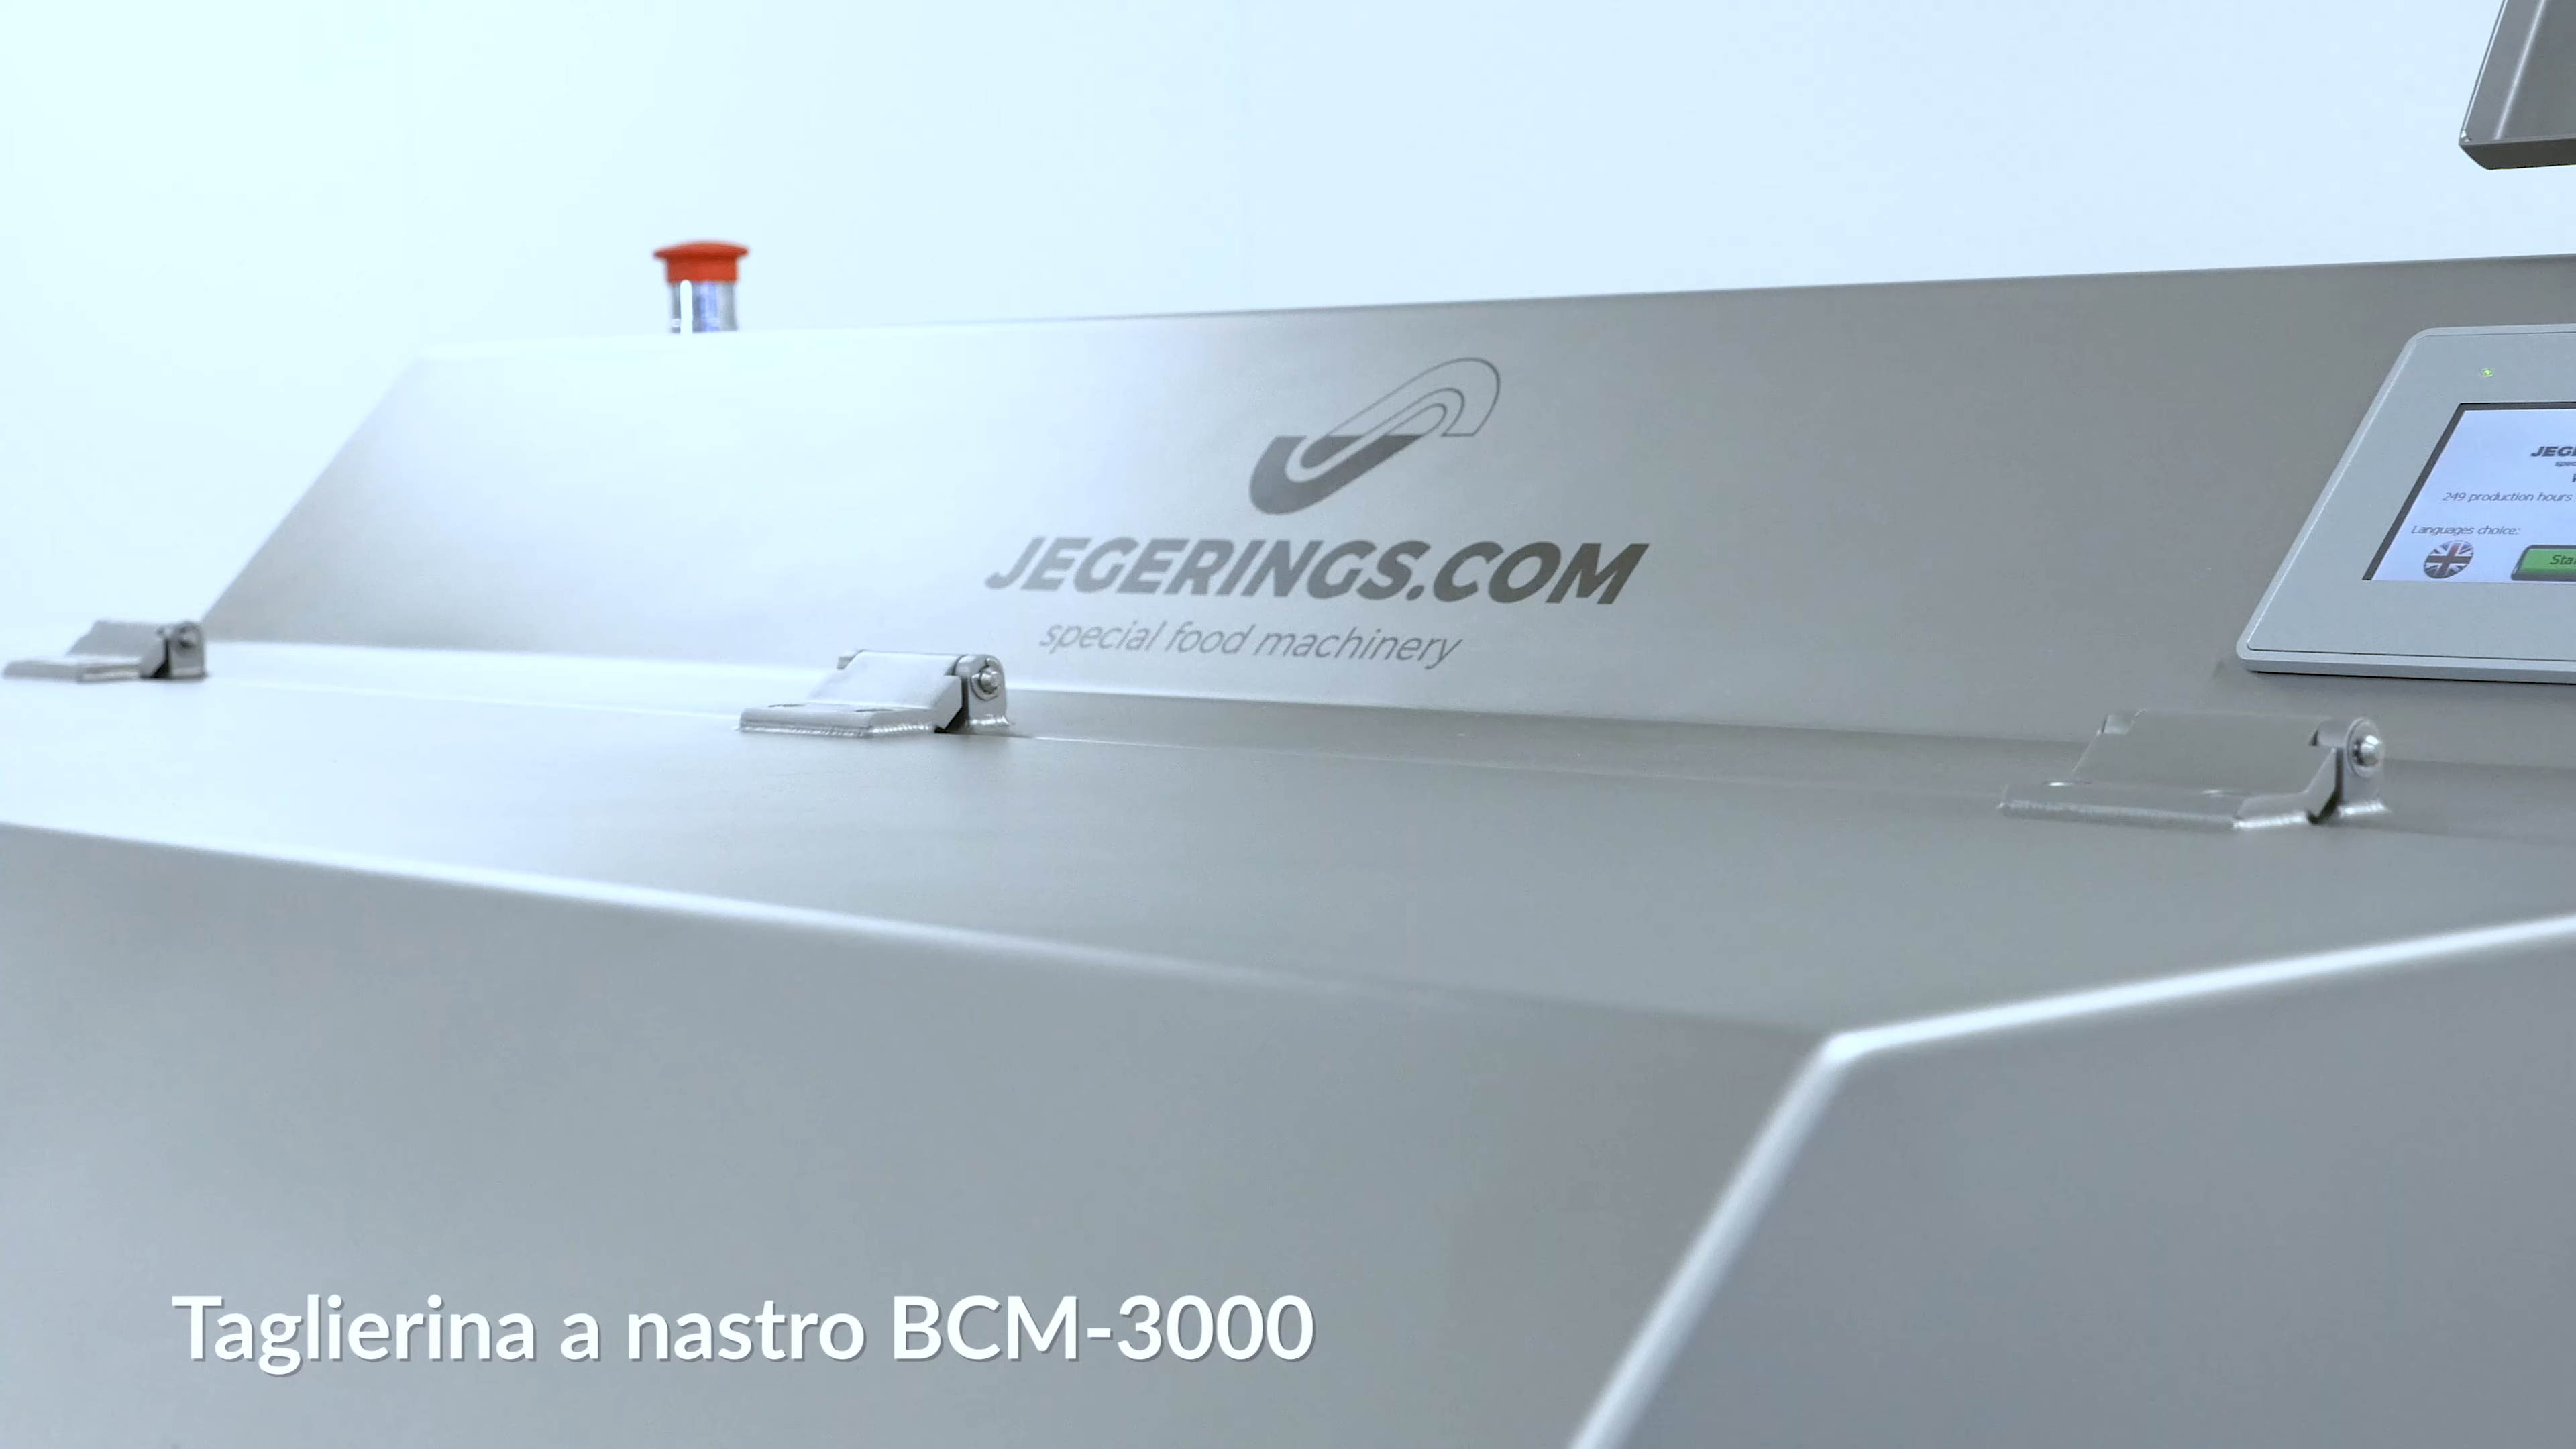 JEGERINGS.COM
special food machinery
249 production hours
Languages choice:
Taglierina a nastro BCM-3000